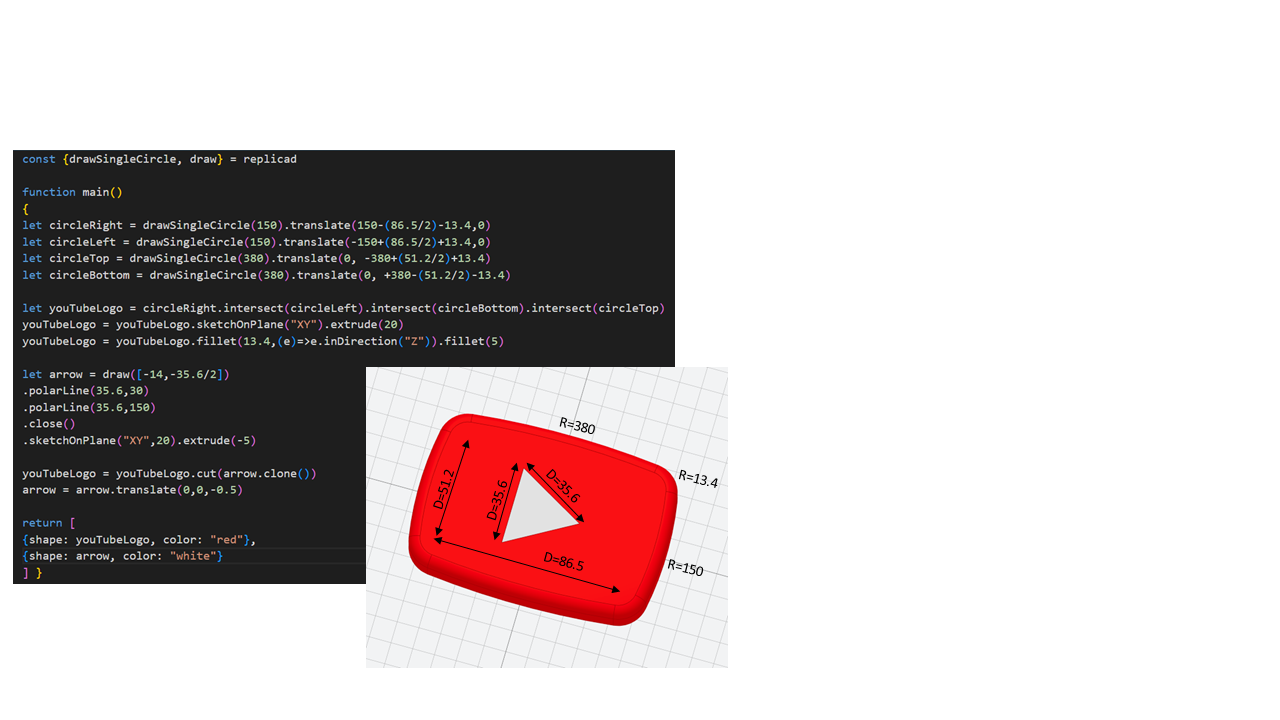 const {drawSingleCircle, draw} = replicad
function main()
{
let circleRight = drawSingleCircle(150).translate(150-(86.5/2)-13.4,0)
let circleLeft = drawSingleCircle(150).translate(-150+(86.5/2)+13.4,0)
let circleTop = drawSingleCircle(380).translate(0, -380+(51.2/2)+13.4)
let circleBottom = drawSingleCircle(380).translate(0, +380-(51.2/2)-13.4)
let youTubeLogo = circleRight.intersect(circleLeft).intersect(circleBottom).intersect(circleTop)
youTubeLogo = youTubeLogo.sketchOnPlane("XY").extrude(20)
youTubeLogo = youTubeLogo.fillet(13.4,(e)=>e.inDirection("Z")).fillet(5)
let arrow = draw([-14,-35.6/2])
.polarLine(35.6,30)
.polarLine(35.6,150)
.close()
.sketchOnPlane("XY",20).extrude(-5)
youTubeLogo = youTubeLogo.cut(arrow.clone())
arrow = arrow.translate(0,0,-0.5)
return [
{shape: youTubeLogo, color: "red"},
{shape: arrow, color: "white"}
] }
R=380
R=13.4
D=51.2
D=35.6
D=35.6
D=86.5
R=150